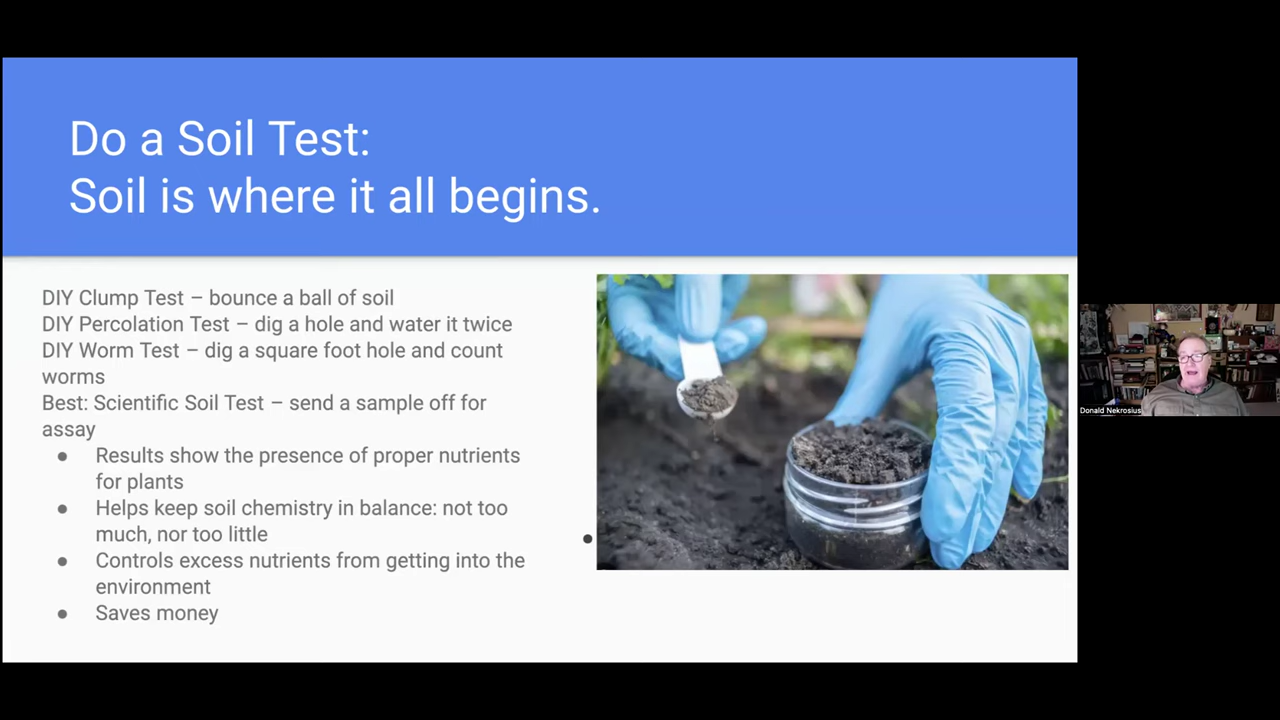 Do a Soil Test:
Soil is where it all begins.
DIY Clump Test – bounce a ball of soil
DIY Percolation Test – dig a hole and water it twice
DIY Worm Test – dig a square foot hole and count
worms
Best: Scientific Soil Test – send a sample off for
assay
● Results show the presence of proper nutrients
for plants
● Helps keep soil chemistry in balance: not too
much, nor too little
● Controls excess nutrients from getting into the
environment
● Saves money
Donald Nekrosius